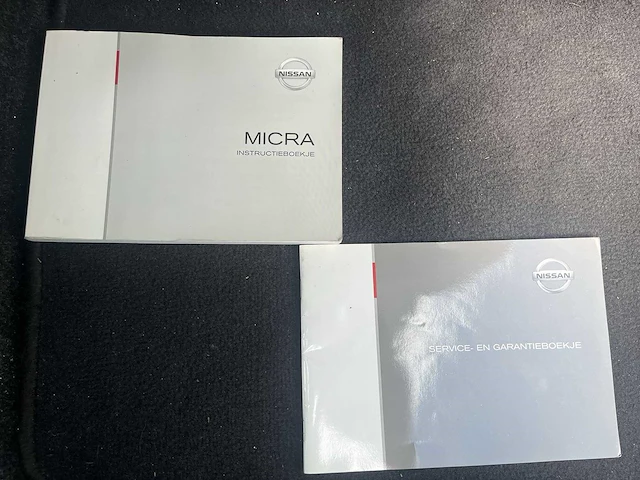 NISSAN
MICRA
INSTRUCTIEBOEKJE
NISSAN
SERVICE- EN GARANTIEBOEKJE